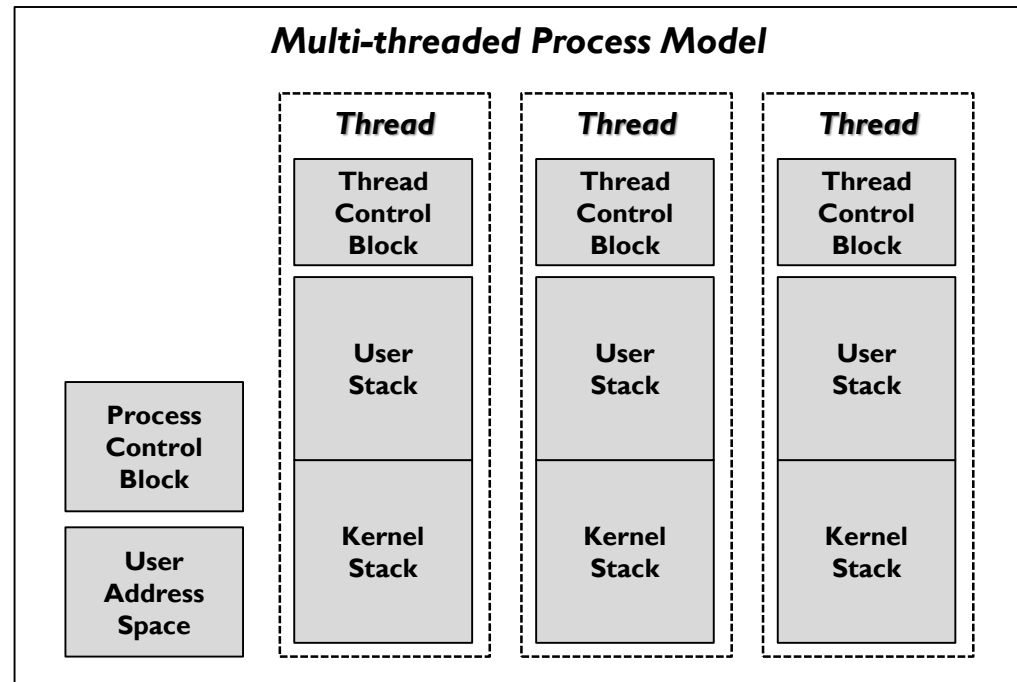 Multi-threaded Process Model
Thread
Thread
Control
Block
User
Stack
Kernel
Stack
Thread
Thread
Control
Block
User
Stack
Kernel
Stack
Thread
Thread
Control
Block
User
Stack
Kernel
Stack
Process
Control
Block
User
Address
Space